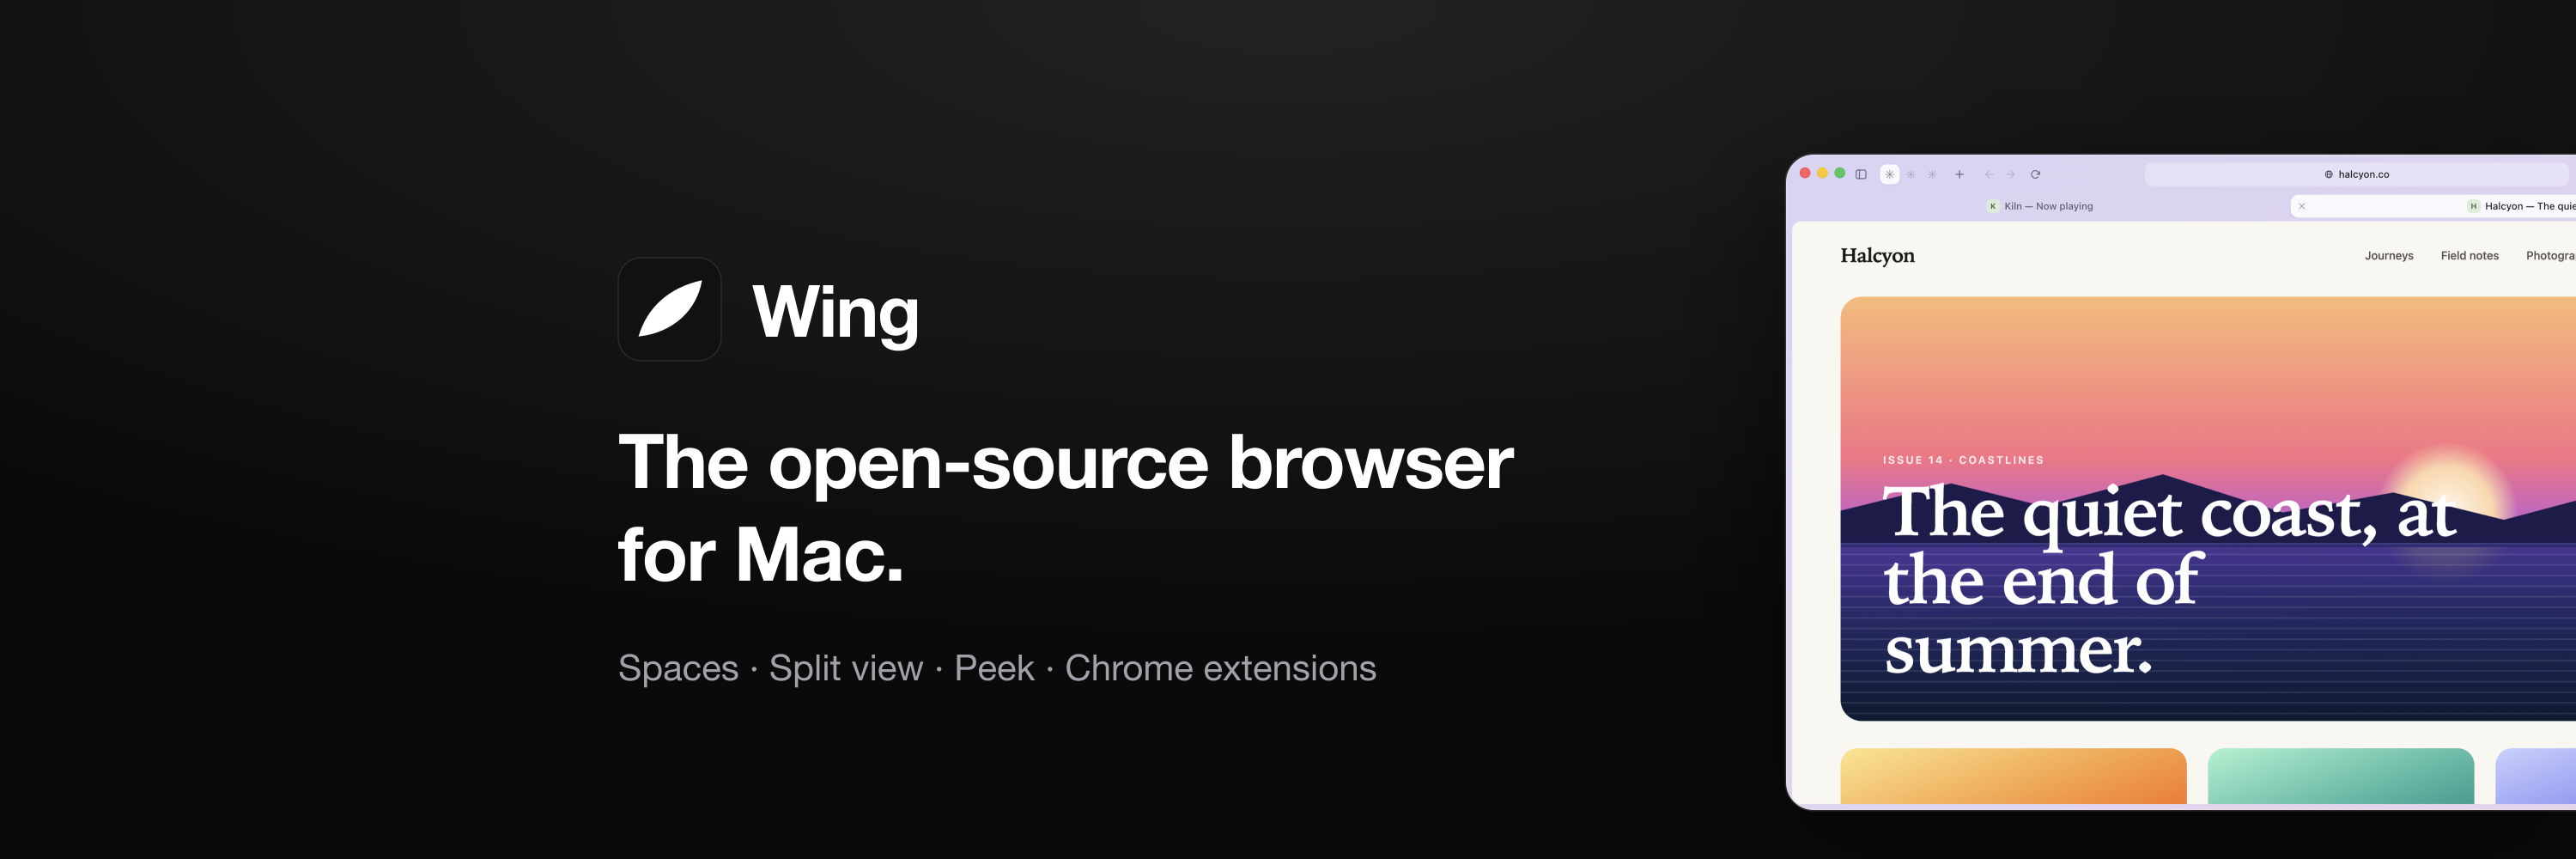 Wing
The open-source browser
for Mac.
Spaces · Split view · Peek · Chrome extensions
halcyon.co
K Kiln — Now playing
H Halcyon — The quie
Halcyon
Journeys Field notes Photogra
ISSUE 14 · COASTLINES
The quiet coast, at
the end of
summer.